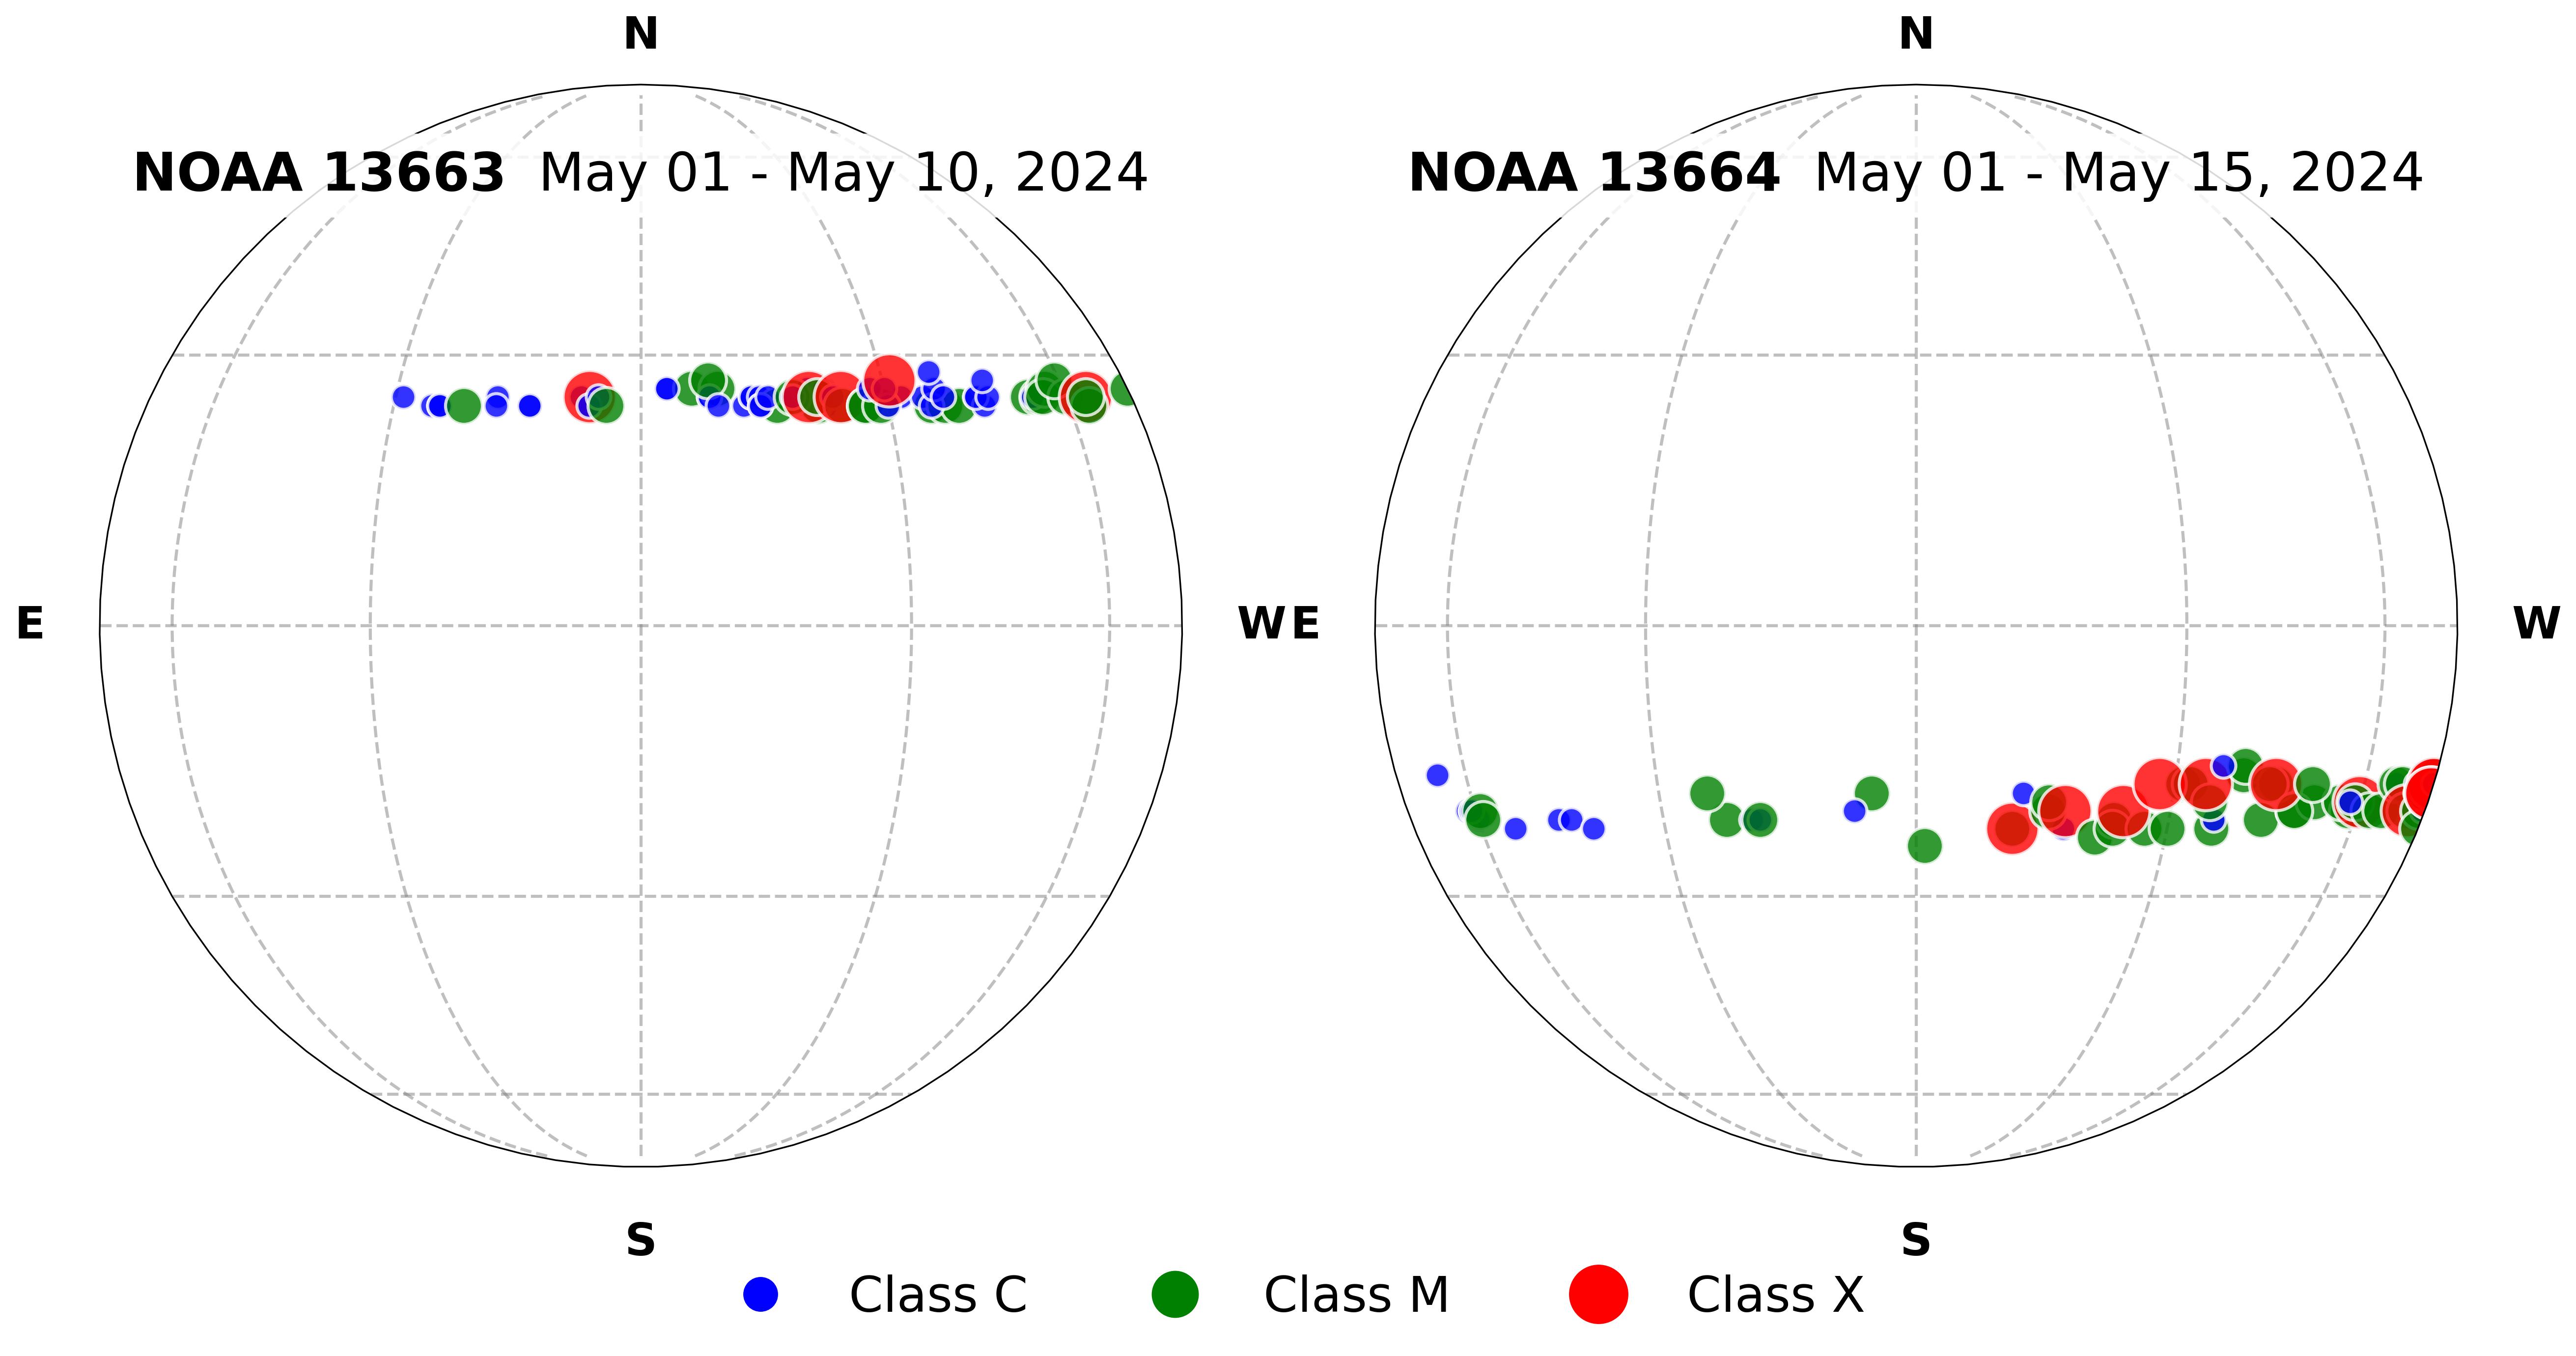 N N
NOAA 13663 May 01 - May 10, 2024 NOAA 13664 May 01 - May 15, 2024
E W E W
S S
Class C Class M Class X